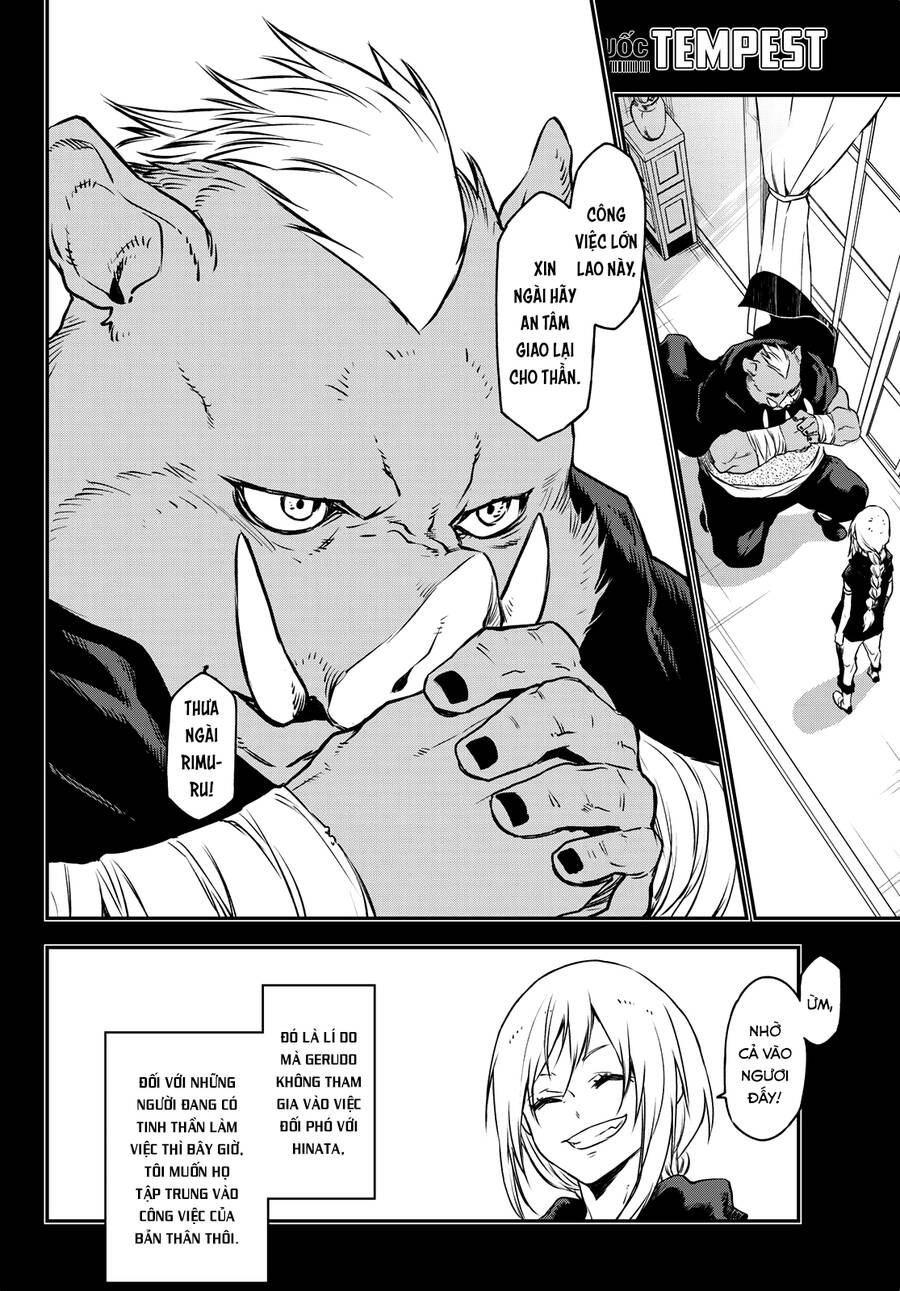 UỐC TEMPEST
CÔNG
VIỆC LỚN
LAO NÀY,
XIN
NGÀI HÃY
AN TÂM
GIAO LẠI
CHO THẦN.
THƯA
NGÀI
RIMU-
RU!
ỪM,
NHỜ
CẢ VÀO
NGƯƠI
ĐẤY!
ĐÓ LÀ LÍ DO
MÀ GERUDO
KHÔNG THAM
GIA VÀO VIỆC
ĐỐI PHÓ VỚI
HINATA,
ĐỐI VỚI NHỮNG
NGƯỜI ĐANG CÓ
TINH THẦN LÀM
VIỆC THÌ BÂY GIỜ,
TÔI MUỐN HỌ
TẬP TRUNG VÀO
CÔNG VIỆC CỦA
BẢN THÂN THÔI.